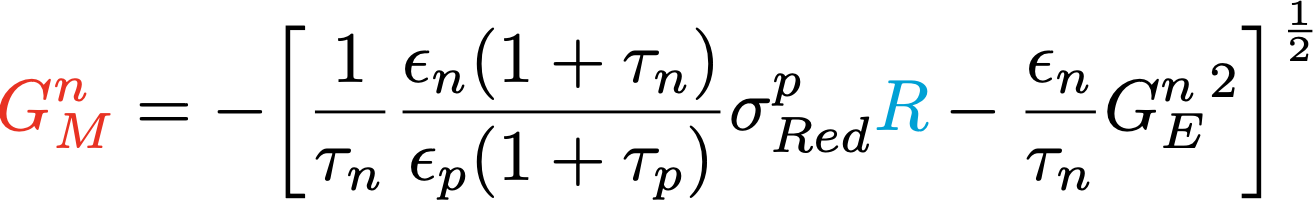 $G_M^n = -\left[\frac{1}{\tau_n}\frac{\epsilon_n(1+\tau_n)}{\epsilon_p(1+\tau_p)}\sigma_{Red}^p R - \frac{\epsilon_n}{\tau_n}{G_E^n}^2\right]^{\frac{1}{2}}$